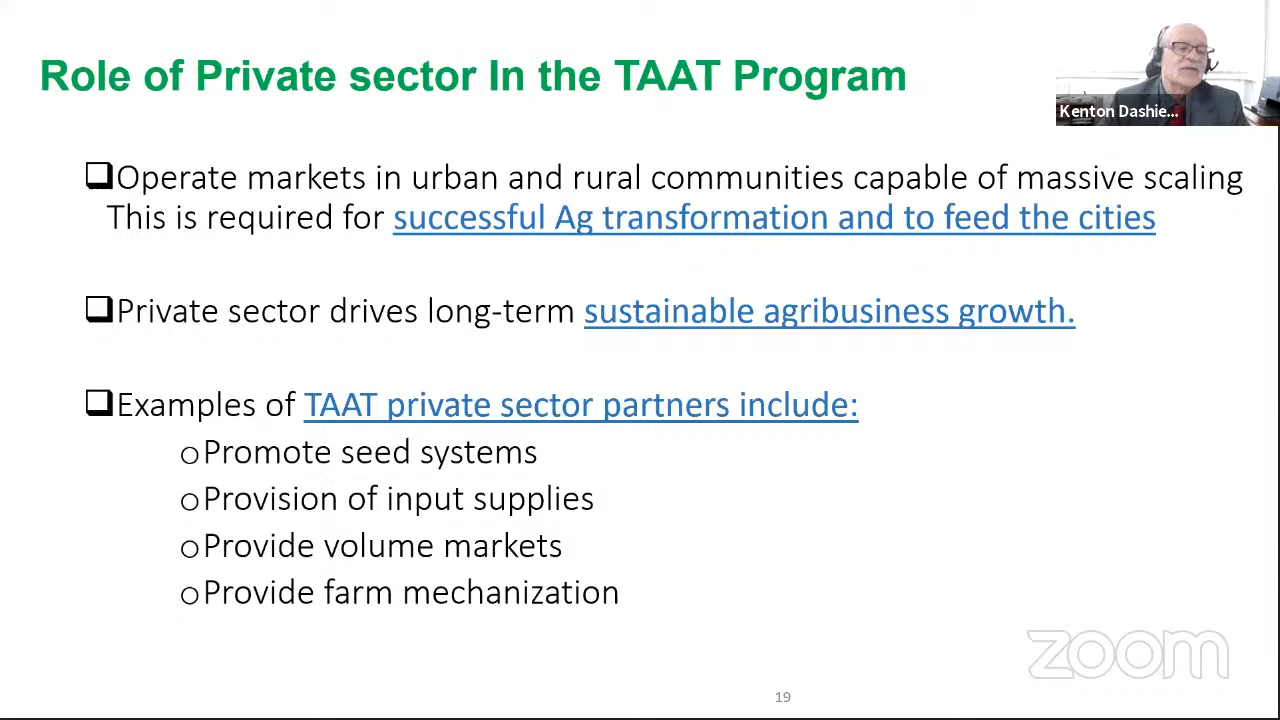 Role of Private sector In the TAAT Program
Kenton Dashie...
❑Operate markets in urban and rural communities capable of massive scaling
This is required for successful Ag transformation and to feed the cities
❑Private sector drives long-term sustainable agribusiness growth.
❑Examples of TAAT private sector partners include:
oPromote seed systems
oProvision of input supplies
oProvide volume markets
oProvide farm mechanization
zoom
19